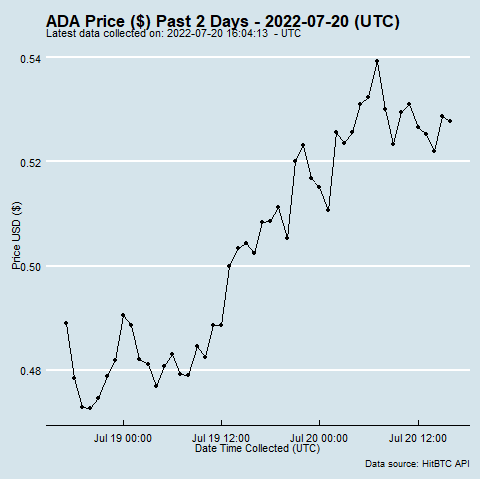 ADA Price ($) Past 2 Days - 2022-07-20 (UTC)
Latest data collected on: 2022-07-20 16:04:13  - UTC
0.54
0.52
0.50
0.48
Price USD ($)
Jul 19 00:00
Jul 19 12:00
Jul 20 00:00
Jul 20 12:00
Date Time Collected (UTC)
Data source: HitBTC API